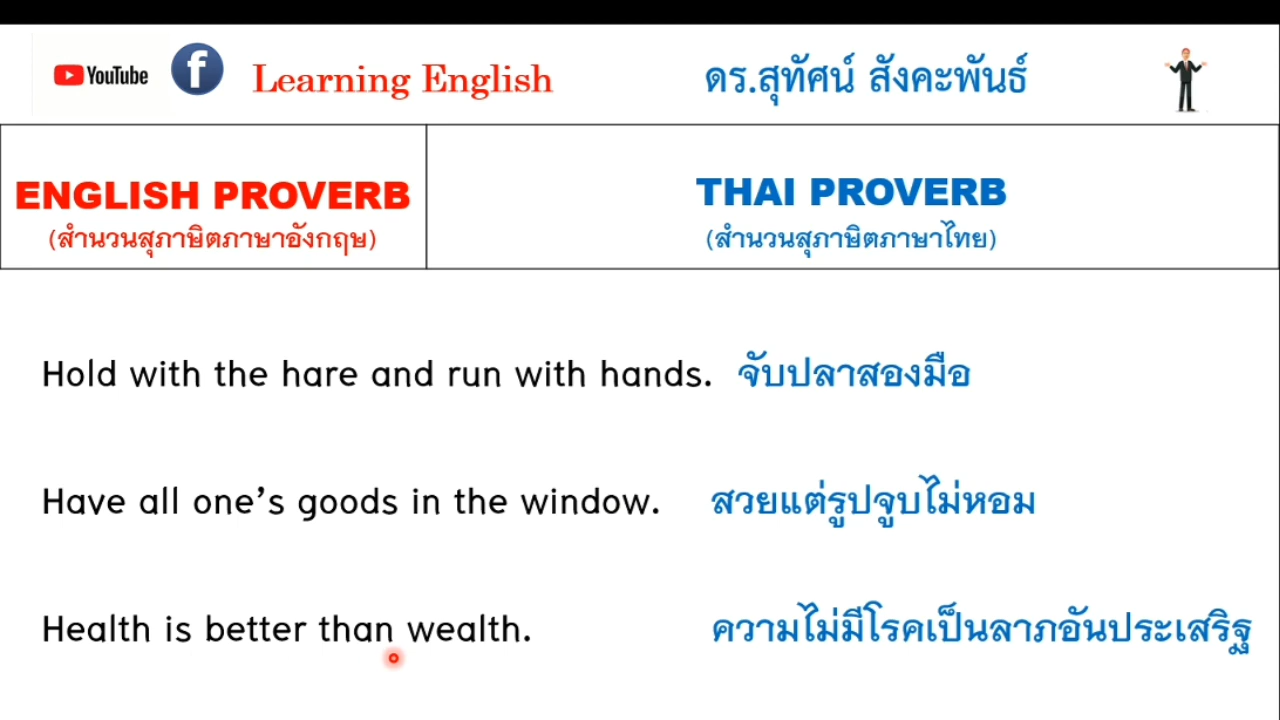 YouTube f Learning English ดร.สุทัศน์ สังคะพันธ์
ENGLISH PROVERB
(สำนวนสุภาษิตภาษาอังกฤษ)
THAI PROVERB
(สำนวนสุภาษิตภาษาไทย)
Hold with the hare and run with hands. จับปลาสองมือ
Have all one’s goods in the window. สวยแต่รูปจูบไม่หอม
Health is better than wealth. ความไม่มีโรคเป็นลาภอันประเสริฐ